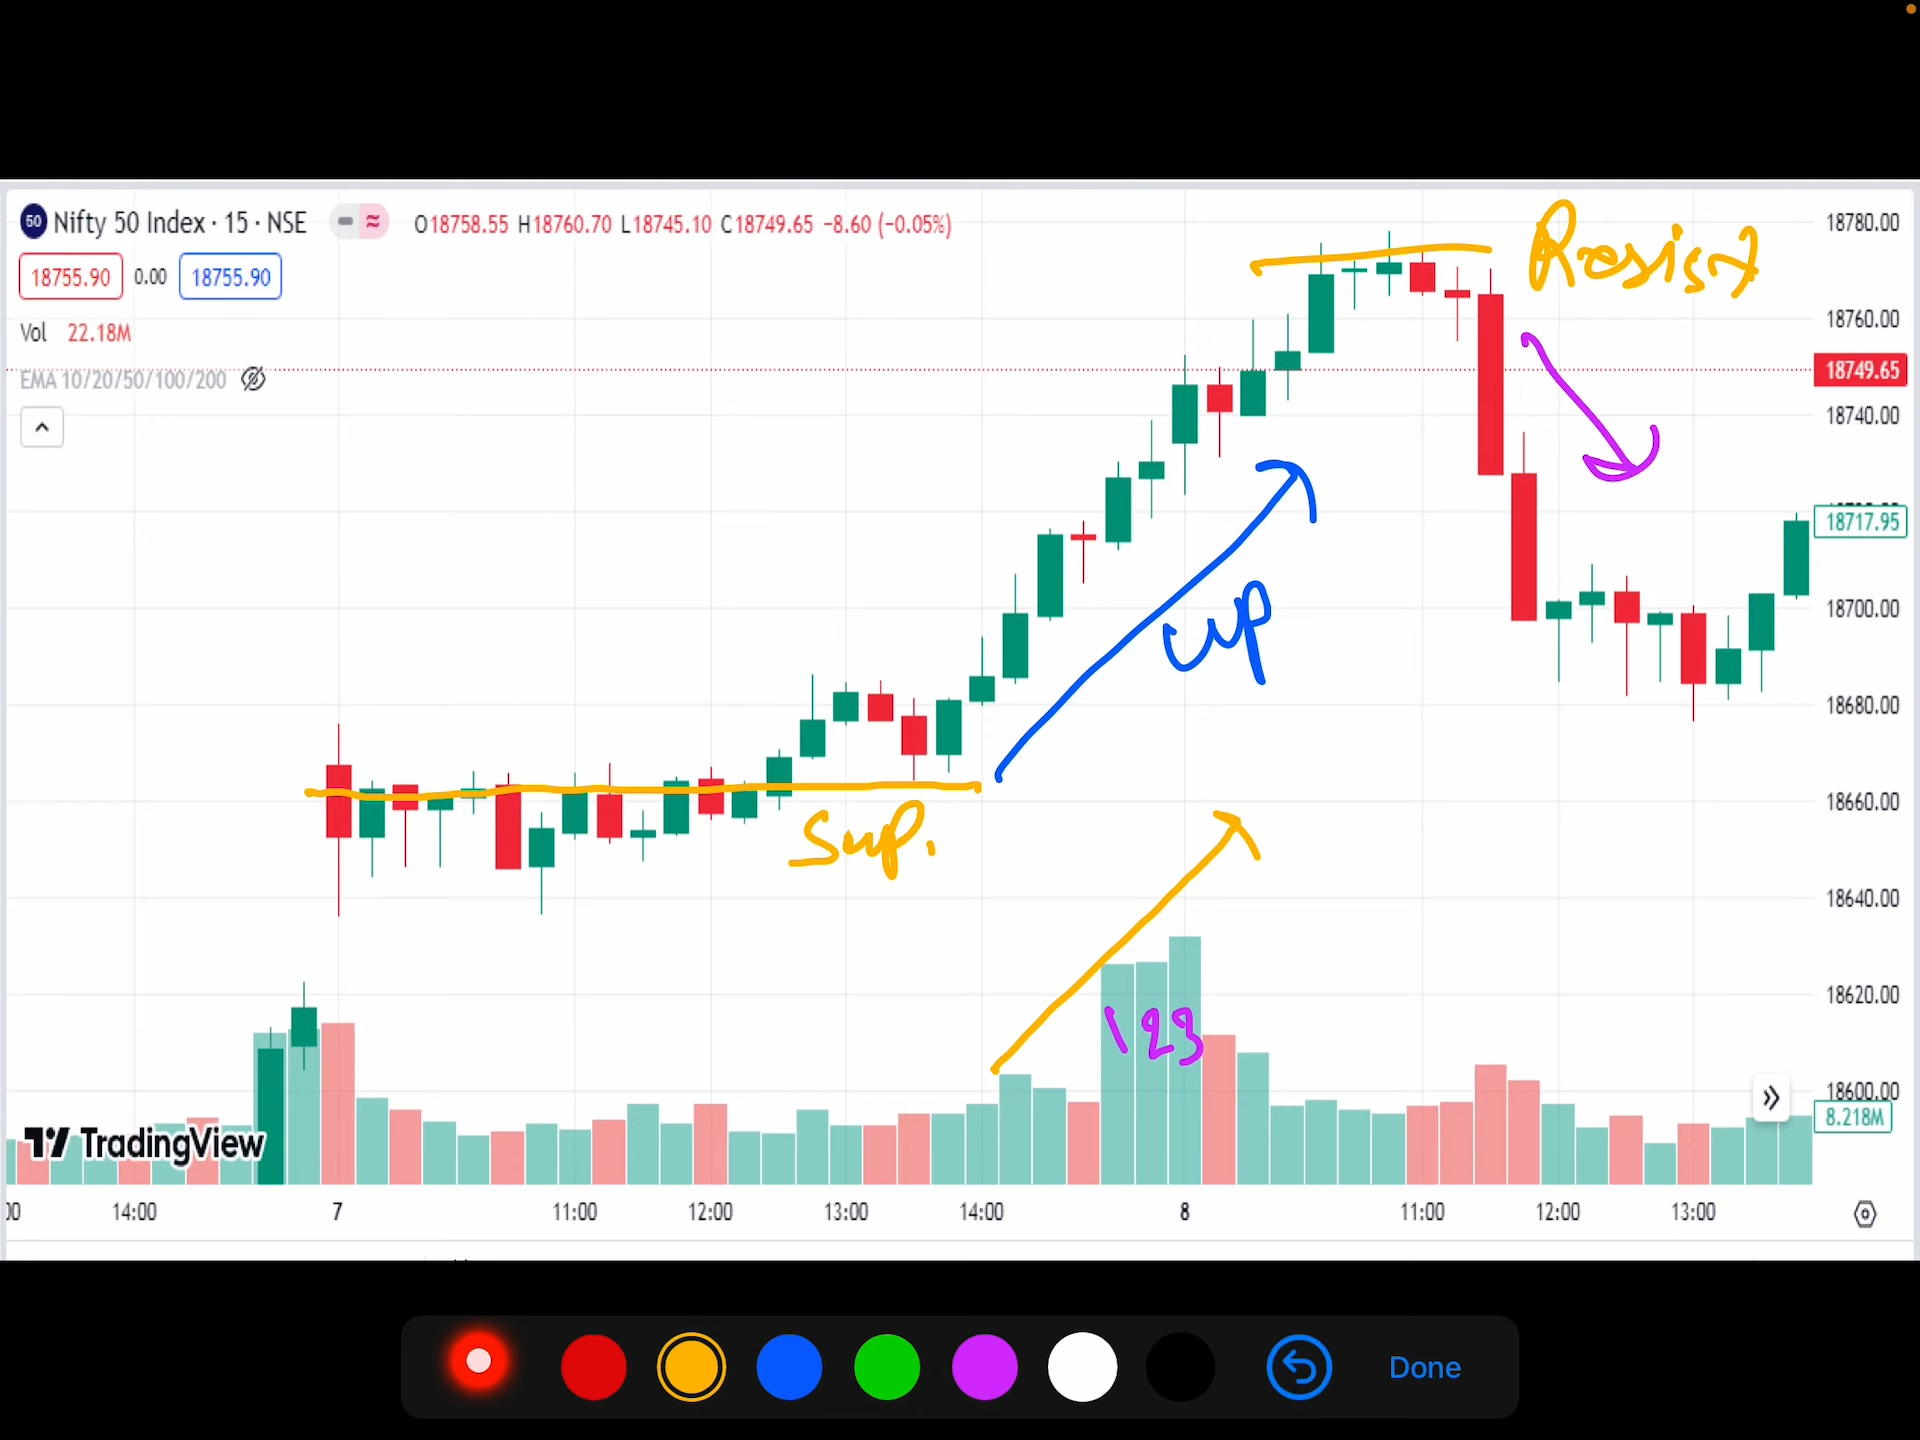 50 Nifty 50 Index · 15 · NSE O18758.55 H18760.70 L18745.10 C18749.65 −8.60 (−0.05%)
18755.90 0.00 18755.90
Vol 22.18M
EMA 10/20/50/100/200
Resist
UP
Sup.
123
18780.00
18760.00
18749.65
18740.00
18717.95
18700.00
18680.00
18660.00
18640.00
18620.00
18600.00
8.218M
TradingView
14:00 7 11:00 12:00 13:00 14:00 8 11:00 12:00 13:00
Done